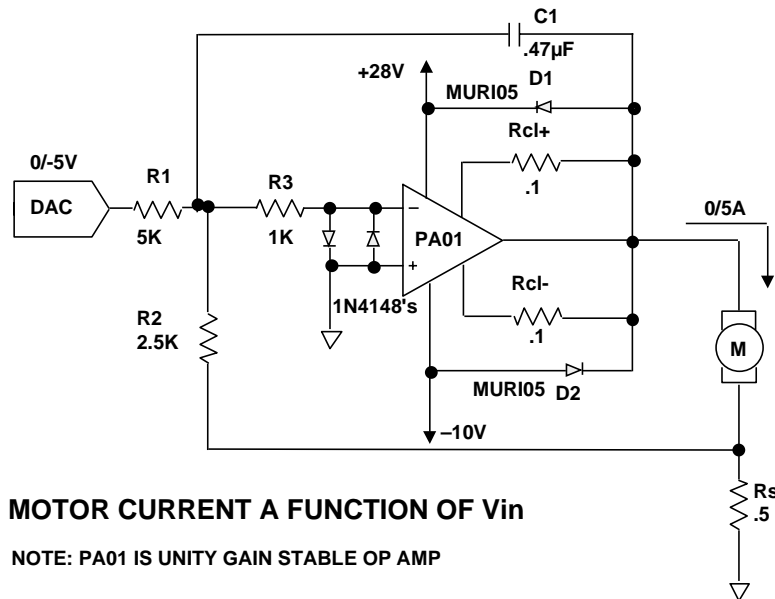 C1
.47µF
+28V
D1
MURI05
Rcl+
0/-5V
R1
R3
.1
DAC
−
0/5A
5K
1K
PA01
+
R2
2.5K
1N4148's
Rcl-
.1
M
MURI05
D2
–10V
Rs
.5
MOTOR CURRENT A FUNCTION OF Vin
NOTE: PA01 IS UNITY GAIN STABLE OP AMP